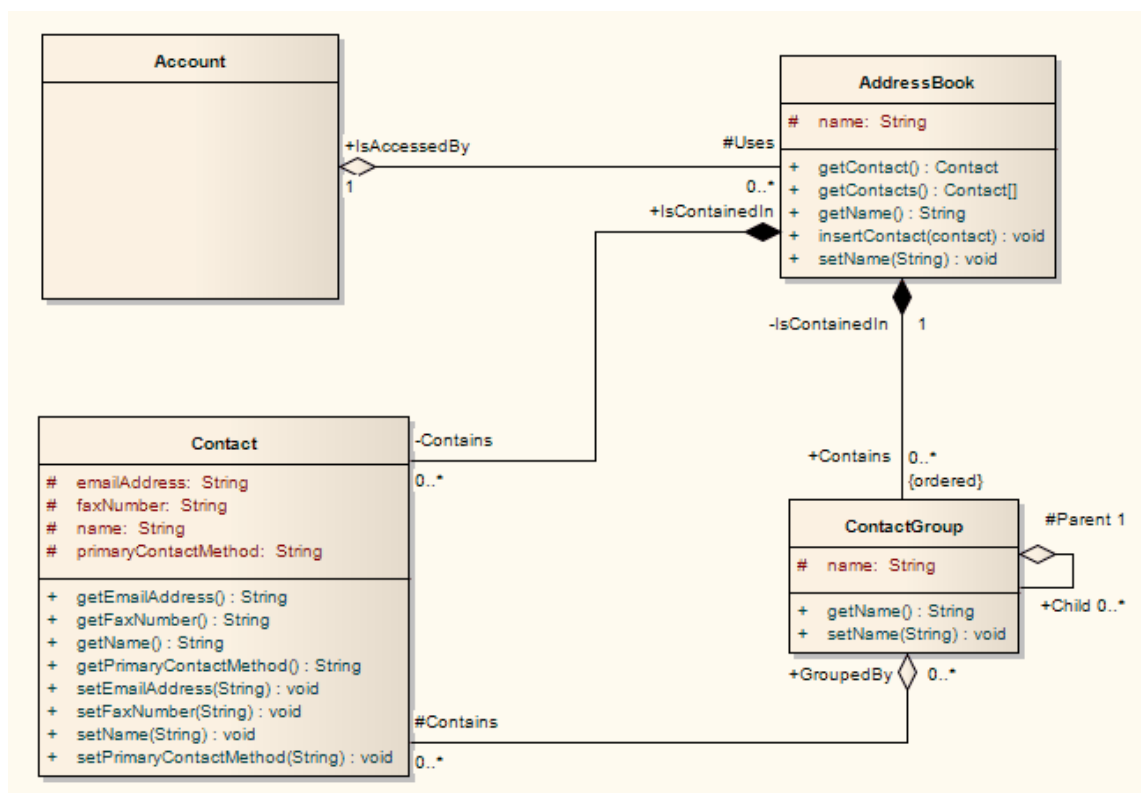 Account
AddressBook
# name: String
+ getContact() : Contact
+ getContacts() : Contact[]
+ getName() : String
+ insertContact(contact) : void
+ setName(String) : void
+IsAccessedBy
1
#Uses
0..*
+IsContainedIn
-IsContainedIn 1
Contact
# emailAddress: String
# faxNumber: String
# name: String
# primaryContactMethod: String
+ getEmailAddress() : String
+ getFaxNumber() : String
+ getName() : String
+ getPrimaryContactMethod() : String
+ setEmailAddress(String) : void
+ setFaxNumber(String) : void
+ setName(String) : void
+ setPrimaryContactMethod(String) : void
-Contains
0..*
+Contains 0..*
{ordered}
ContactGroup
# name: String
+ getName() : String
+ setName(String) : void
#Parent 1
+Child 0..*
+GroupedBy 0..*
#Contains
0..*